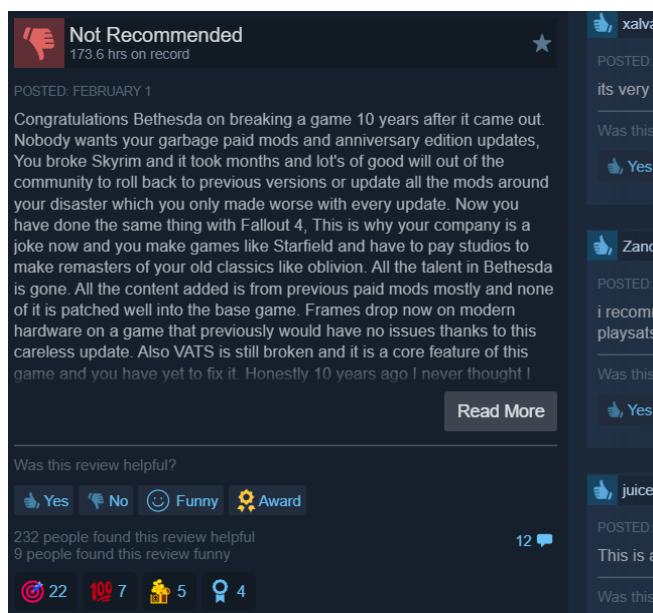 Not Recommended
173.6 hrs on record
POSTED: FEBRUARY 1
Congratulations Bethesda on breaking a game 10 years after it came out.
Nobody wants your garbage paid mods and anniversary edition updates,
You broke Skyrim and it took months and lot's of good will out of the
community to roll back to previous versions or update all the mods around
your disaster which you only made worse with every update. Now you
have done the same thing with Fallout 4, This is why your company is a
joke now and you make games like Starfield and have to pay studios to
make remasters of your old classics like oblivion. All the talent in Bethesda
is gone. All the content added is from previous paid mods mostly and none
of it is patched well into the base game. Frames drop now on modern
hardware on a game that previously would have no issues thanks to this
careless update. Also VATS is still broken and it is a core feature of this
game and you have yet to fix it. Honestly 10 years ago I never thought I
Read More
Was this review helpful?
Yes No Funny Award
232 people found this review helpful
9 people found this review funny
12
22 100 7 5 4
xalva
POSTED:
its very
Was this
Yes
Zanc
POSTED:
i recom
playsats
Was this
Yes
juice
POSTED:
This is a
Was this